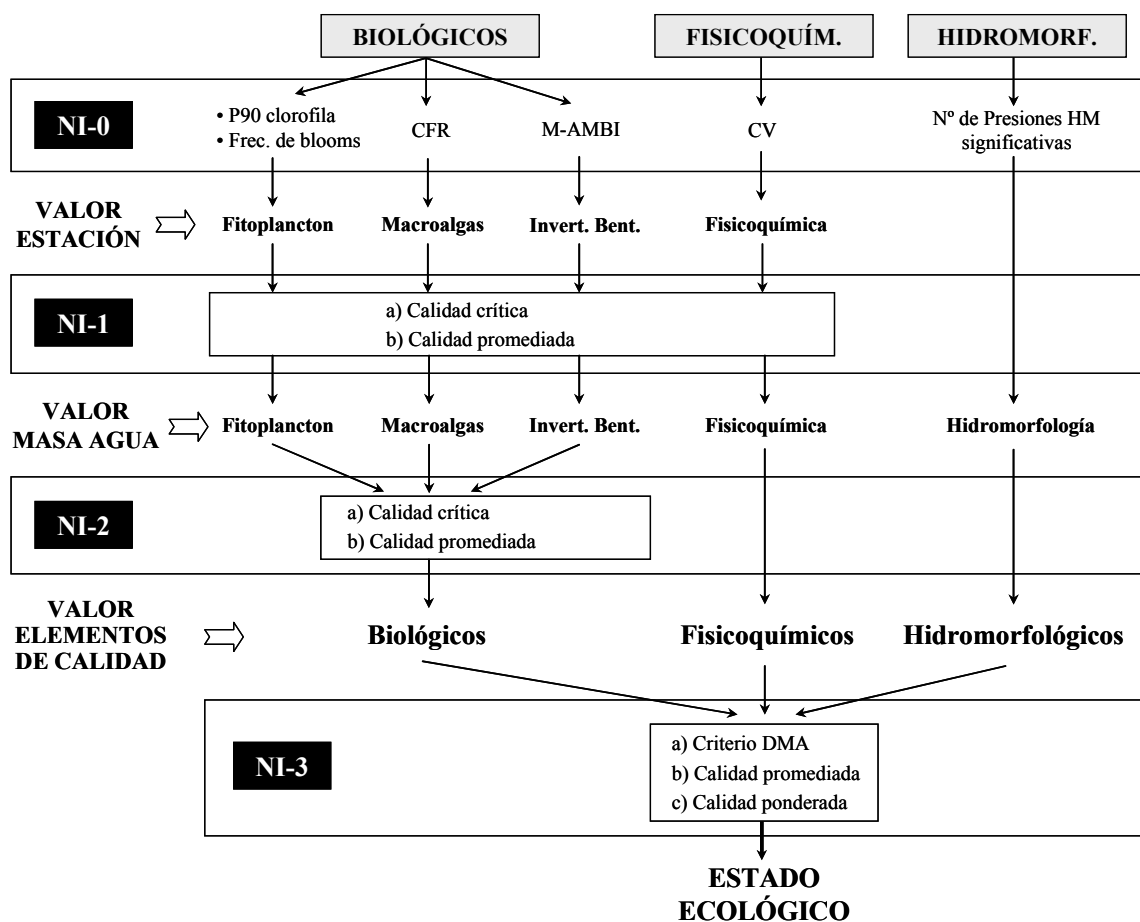 BIOLÓGICOS
FISICOQUÍM.
HIDROMORF.
NI-0
• P90 clorofila
• Frec. de blooms
CFR
M-AMBI
CV
Nº de Presiones HM
significativas
VALOR
ESTACIÓN
Fitoplancton
Macroalgas
Invert. Bent.
Fisicoquímica
NI-1
a) Calidad crítica
b) Calidad promediada
VALOR
MASA AGUA
Fitoplancton
Macroalgas
Invert. Bent.
Fisicoquímica
Hidromorfología
NI-2
a) Calidad crítica
b) Calidad promediada
VALOR
ELEMENTOS
DE CALIDAD
Biológicos
Fisicoquímicos
Hidromorfológicos
NI-3
a) Criterio DMA
b) Calidad promediada
c) Calidad ponderada
ESTADO
ECOLÓGICO